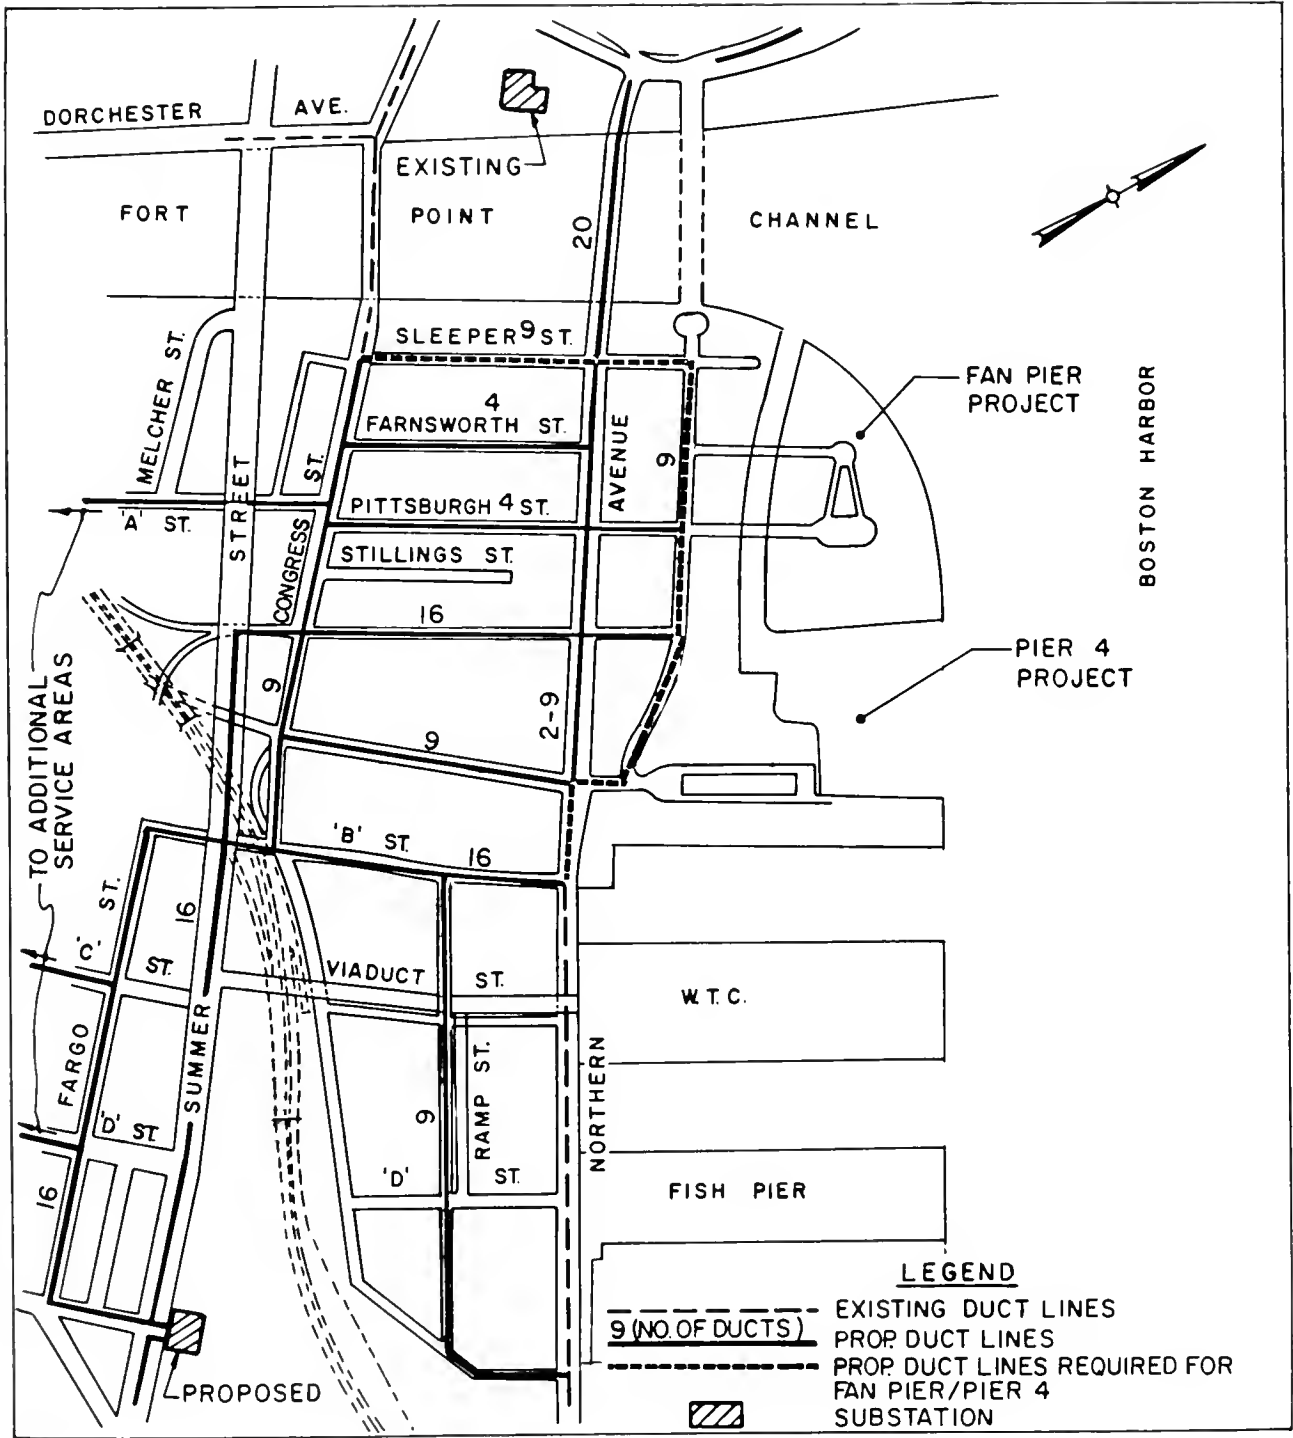 DORCHESTER AVE.
EXISTING
FORT POINT CHANNEL
20
SLEEPER 9 ST.
MELCHER ST.
FAN PIER
PROJECT
BOSTON HARBOR
4
FARNSWORTH ST.
ST.
AVENUE
9
PITTSBURGH 4 ST.
'A' ST.
STREET
CONGRESS
STILLINGS ST.
16
PIER 4
PROJECT
TO ADDITIONAL
SERVICE AREAS
9
9
2-9
'B' ST.
16
ST.
16
'C' ST.
VIADUCT ST.
W.T.C.
FARGO
SUMMER
'D' ST.
9
RAMP ST.
NORTHERN
'D' ST.
16
FISH PIER
LEGEND
EXISTING DUCT LINES
9 (NO. OF DUCTS) PROP. DUCT LINES
PROP. DUCT LINES REQUIRED FOR
FAN PIER/PIER 4
SUBSTATION
PROPOSED